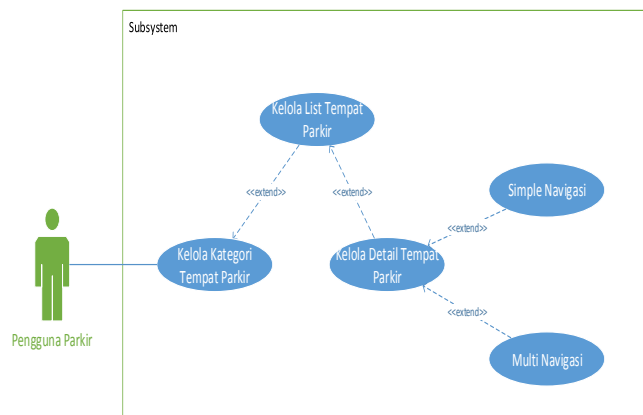 Subsystem
Kelola List Tempat
Parkir
<<extend>>
<<extend>>
Simple Navigasi
<<extend>>
Kelola Kategori
Tempat Parkir
Kelola Detail Tempat
Parkir
<<extend>>
Pengguna Parkir
Multi Navigasi